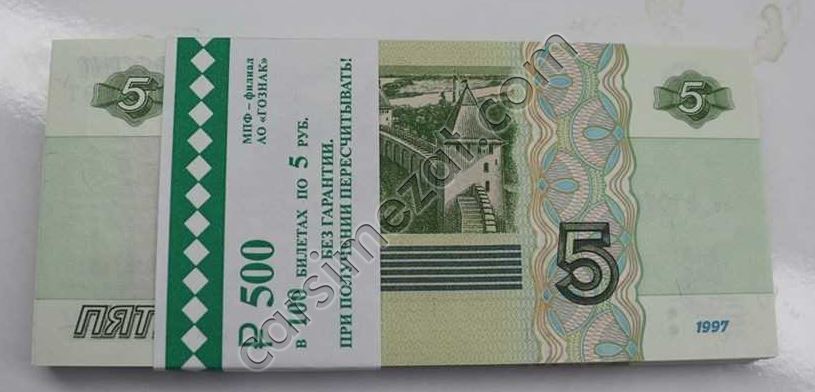 5
МПФ – филиал
АО «ГОЗНАК»
₽ 500
В 100 БИЛЕТАХ ПО 5 РУБ.
БЕЗ ГАРАНТИИ.
ПРИ ПОЛУЧЕНИИ ПЕРЕСЧИТЫВАТЬ!
5
5
ПЯТ
1997
carsimezat.com